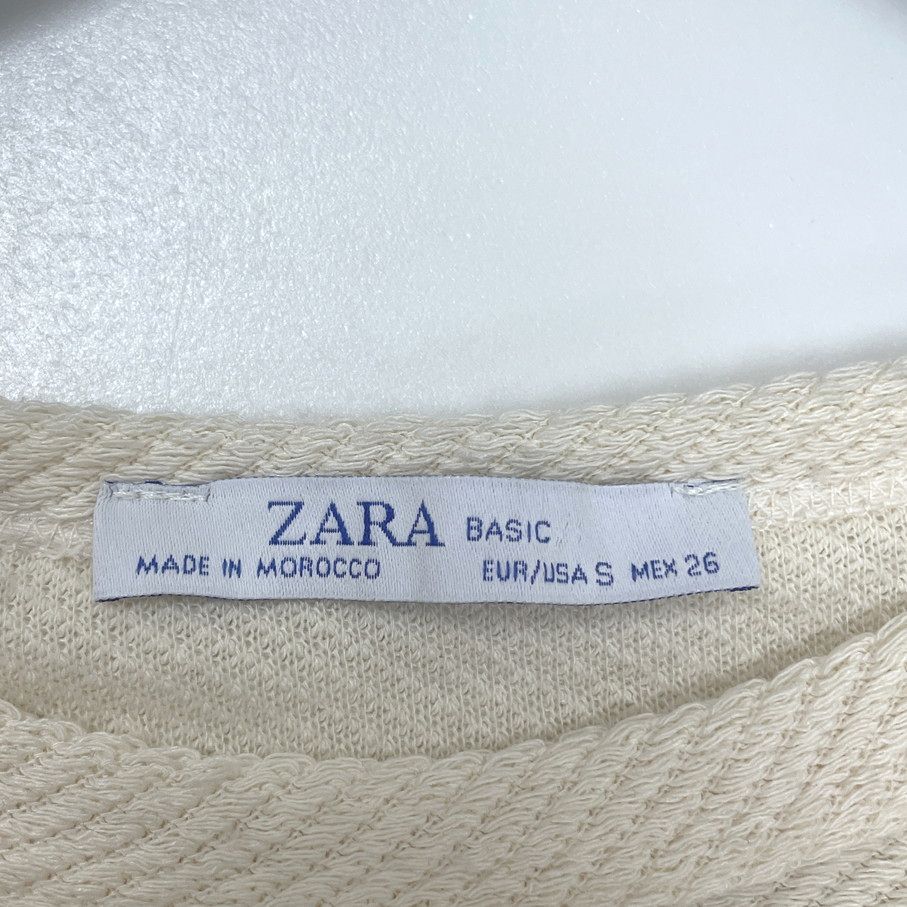 ZARA BASIC
MADE IN MOROCCO EUR/USA S MEX 26